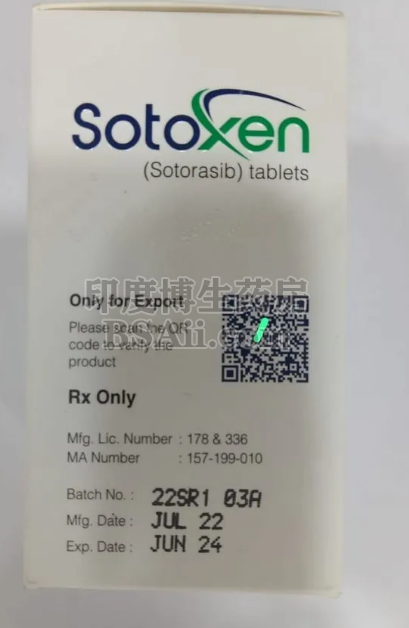 Sotoxen
(Sotorasib) tablets
印度博生药房
Only for Export
Please scan the QR
code to verify the
product
BSAii.com
Rx Only
Mfg. Lic. Number : 178 & 336
MA Number : 157-199-010
Batch No. : 22SR1 03A
Mfg. Date : JUL 22
Exp. Date : JUN 24